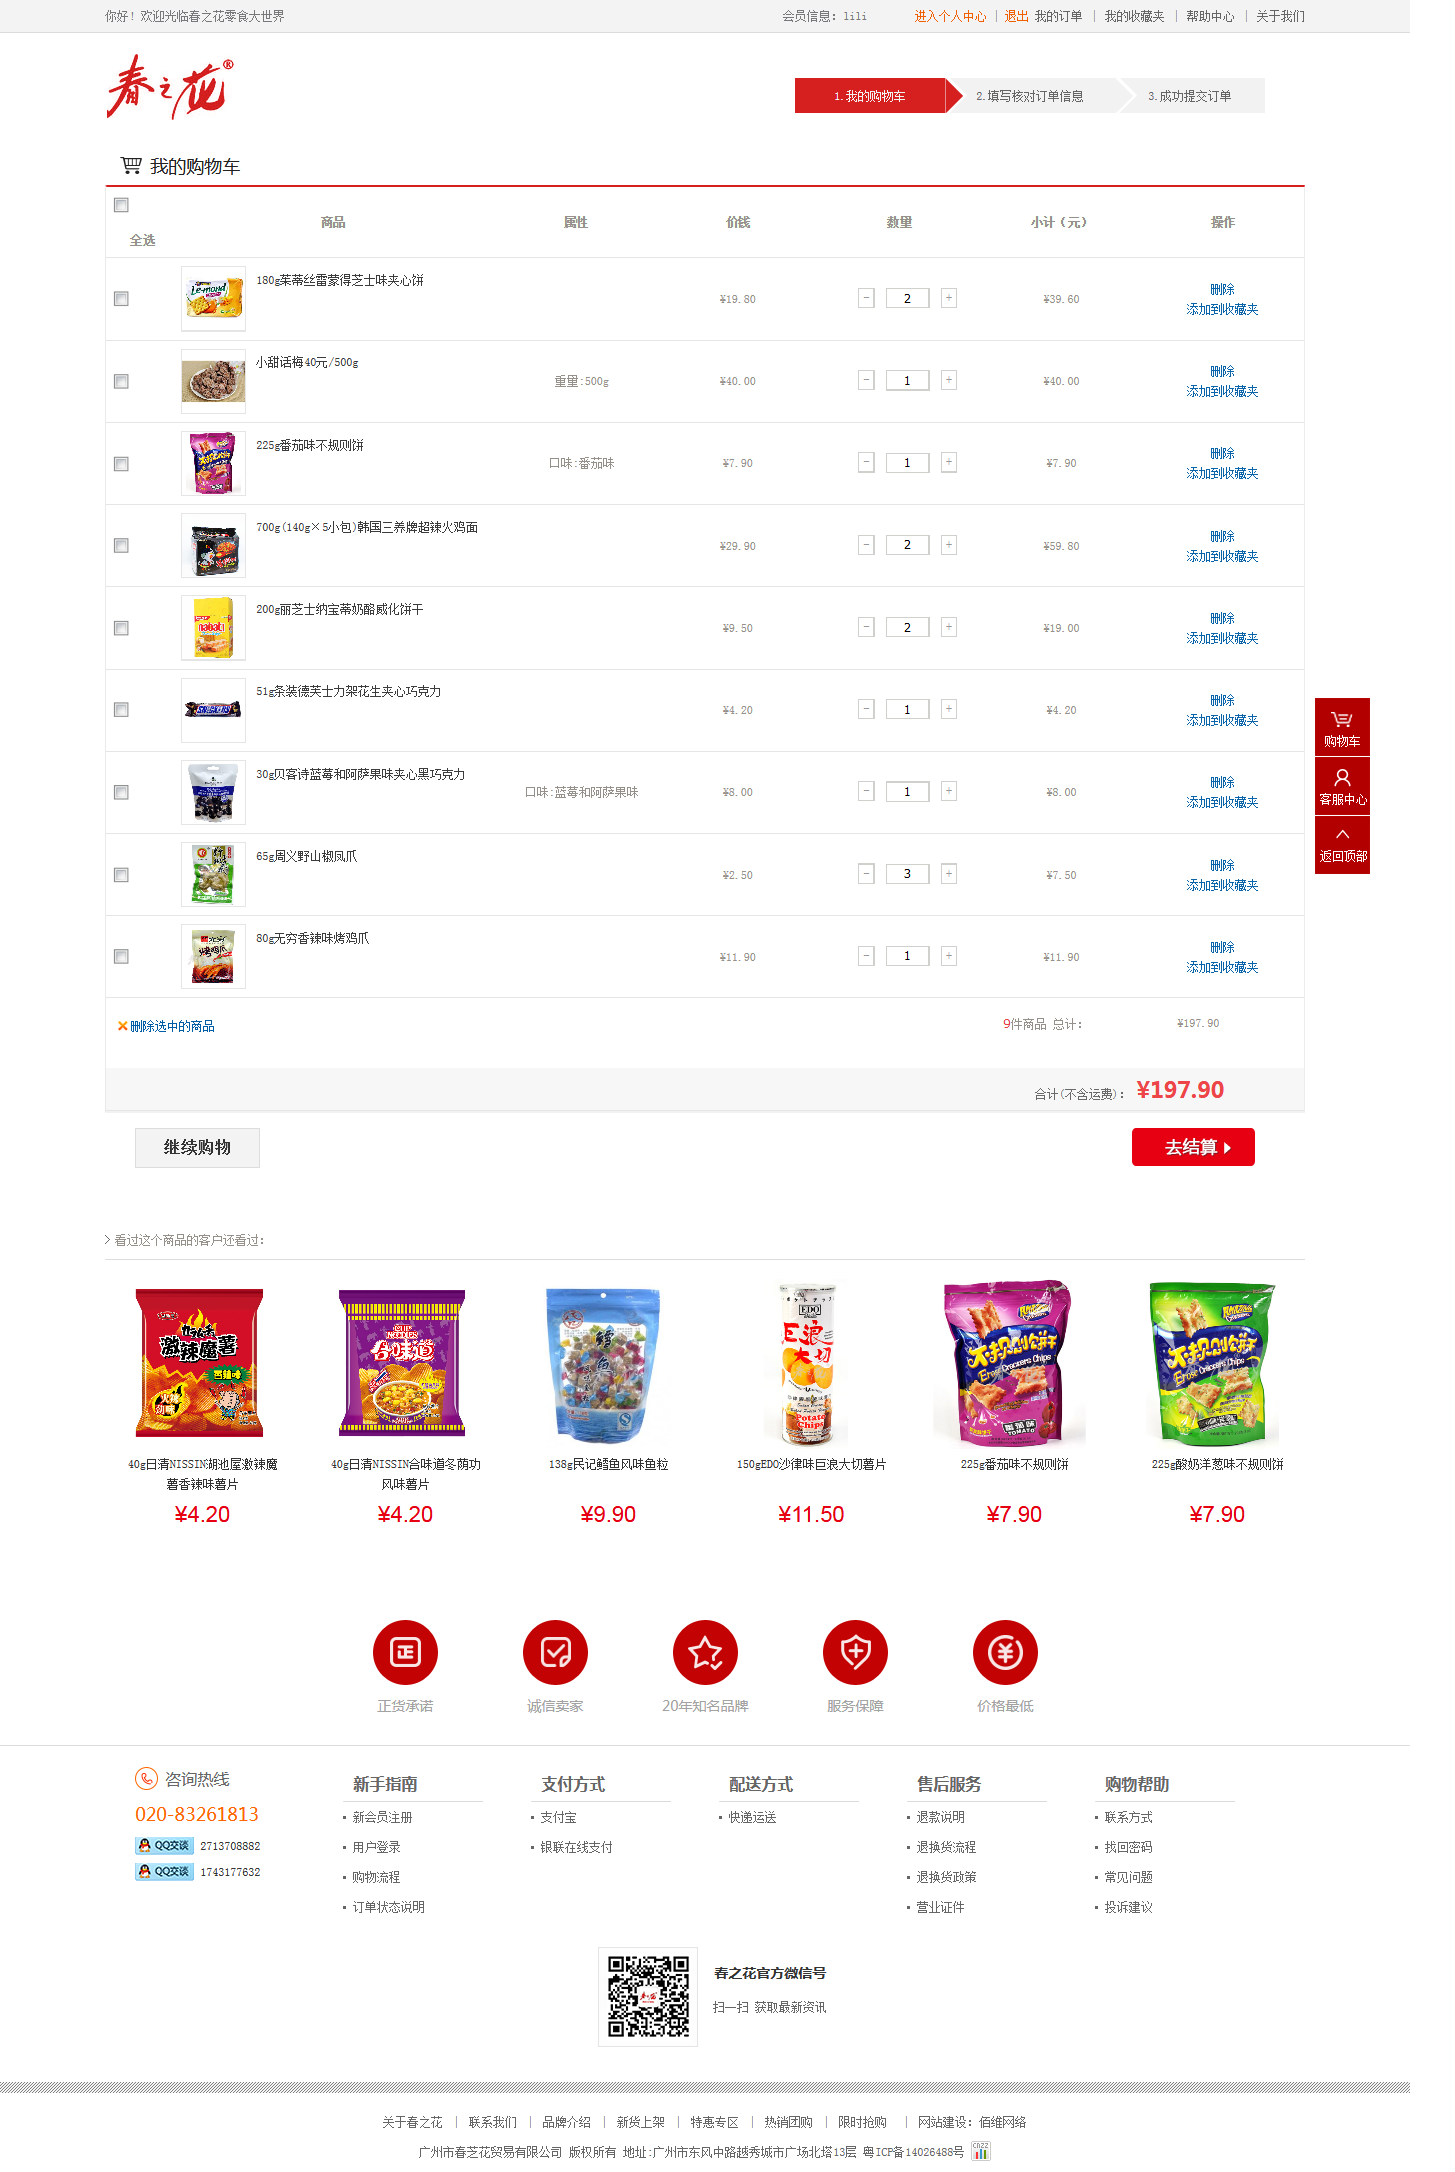 你好！欢迎光临春之花零食大世界
会员信息：lili 进入个人中心 | 退出 我的订单 | 我的收藏夹 | 帮助中心 | 关于我们
春之花®
1.我的购物车 2.填写核对订单信息 3.成功提交订单
我的购物车
全选 商品 属性 价钱 数量 小计（元） 操作
180g茱蒂丝雷蒙得芝士味夹心饼 ¥19.80 - 2 + ¥39.60 删除
添加到收藏夹
小甜话梅40元/500g 重量:500g ¥40.00 - 1 + ¥40.00 删除
添加到收藏夹
225g番茄味不规则饼 口味:番茄味 ¥7.90 - 1 + ¥7.90 删除
添加到收藏夹
700g(140g×5小包)韩国三养牌超辣火鸡面 ¥29.90 - 2 + ¥59.80 删除
添加到收藏夹
200g丽芝士纳宝蒂奶酪威化饼干 ¥9.50 - 2 + ¥19.00 删除
添加到收藏夹
51g条装德芙士力架花生夹心巧克力 ¥4.20 - 1 + ¥4.20 删除
添加到收藏夹
30g贝客诗蓝莓和阿萨果味夹心黑巧克力 口味:蓝莓和阿萨果味 ¥8.00 - 1 + ¥8.00 删除
添加到收藏夹
65g周义野山椒凤爪 ¥2.50 - 3 + ¥7.50 删除
添加到收藏夹
80g无穷香辣味烤鸡爪 ¥11.90 - 1 + ¥11.90 删除
添加到收藏夹
删除选中的商品 9件商品 总计： ¥197.90
合计(不含运费)： ¥197.90
继续购物 去结算
购物车
客服中心
返回顶部
看过这个商品的客户还看过：
40g日清NISSIN湖池屋激辣魔
薯香辣味薯片
¥4.20
40g日清NISSIN合味道冬荫功
风味薯片
¥4.20
138g民记鳕鱼风味鱼粒
¥9.90
150gEDO沙律味巨浪大切薯片
¥11.50
225g番茄味不规则饼
¥7.90
225g酸奶洋葱味不规则饼
¥7.90
正货承诺 诚信卖家 20年知名品牌 服务保障 价格最低
咨询热线
020-83261813
QQ交谈 2713708882
QQ交谈 1743177632
新手指南
新会员注册
用户登录
购物流程
订单状态说明
支付方式
支付宝
银联在线支付
配送方式
快递运送
售后服务
退款说明
退换货流程
退换货政策
营业证件
购物帮助
联系方式
找回密码
常见问题
投诉建议
春之花官方微信号
扫一扫 获取最新资讯
关于春之花 | 联系我们 | 品牌介绍 | 新货上架 | 特惠专区 | 热销团购 | 限时抢购 | 网站建设：佰维网络
广州市春芝花贸易有限公司 版权所有 地址:广州市东风中路越秀城市广场北塔13层 粤ICP备14026488号